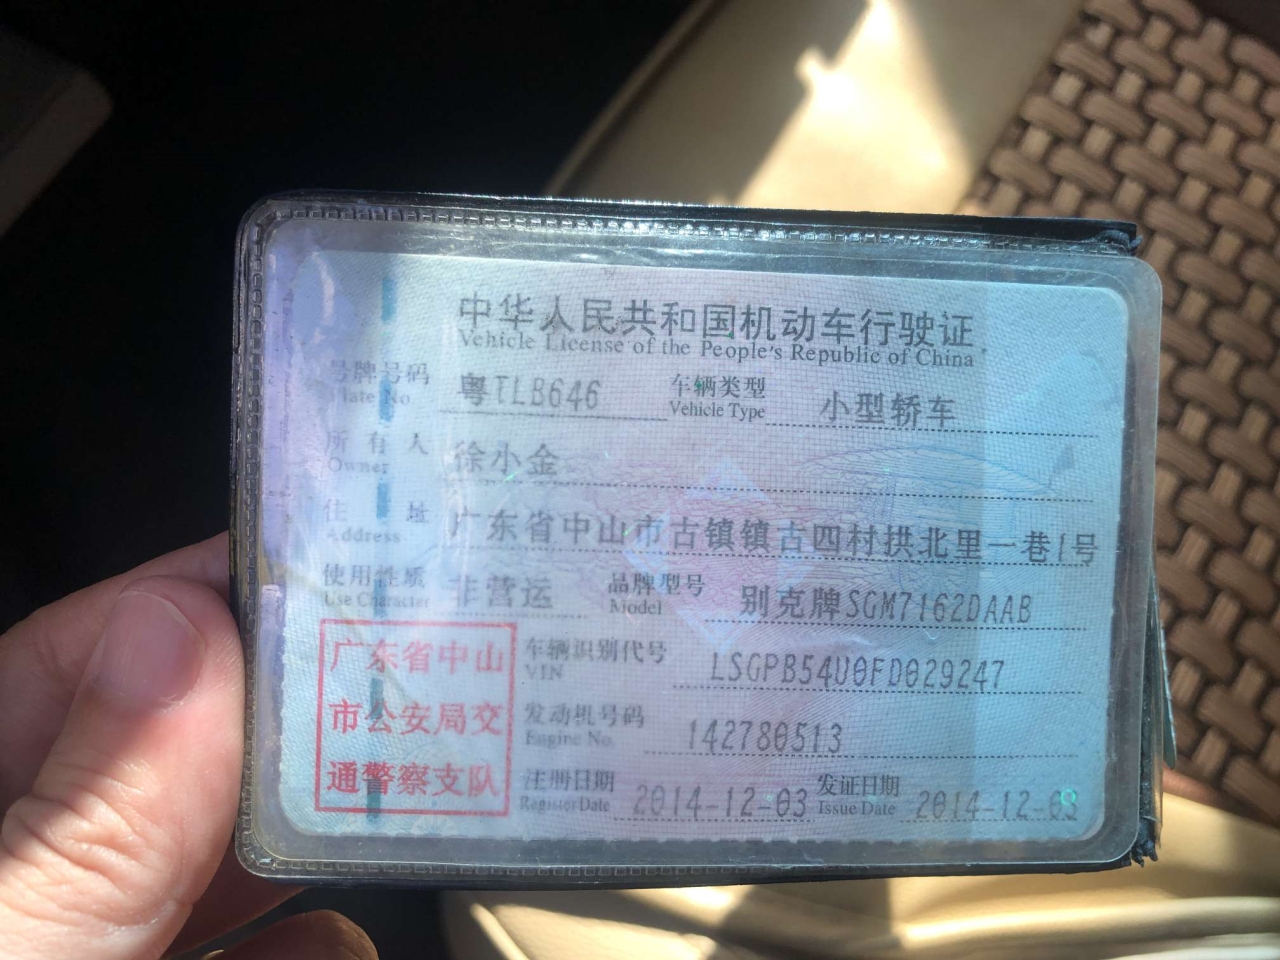 中华人民共和国机动车行驶证
Vehicle License of the People's Republic of China
号牌号码 粤TLB646 车辆类型 小型轿车
Plate No Vehicle Type
所有人 徐小金
Owner
住址 广东省中山市古镇镇古四村拱北里一巷1号
Address
使用性质 非营运 品牌型号 别克牌SGM7162DAAB
Use Character Model
广东省中山
市公安局交
通警察支队
车辆识别代号 LSGPB54U0FD029247
VIN
发动机号码 142780513
Engine No.
注册日期 2014-12-03 发证日期 2014-12-03
Register Date Issue Date